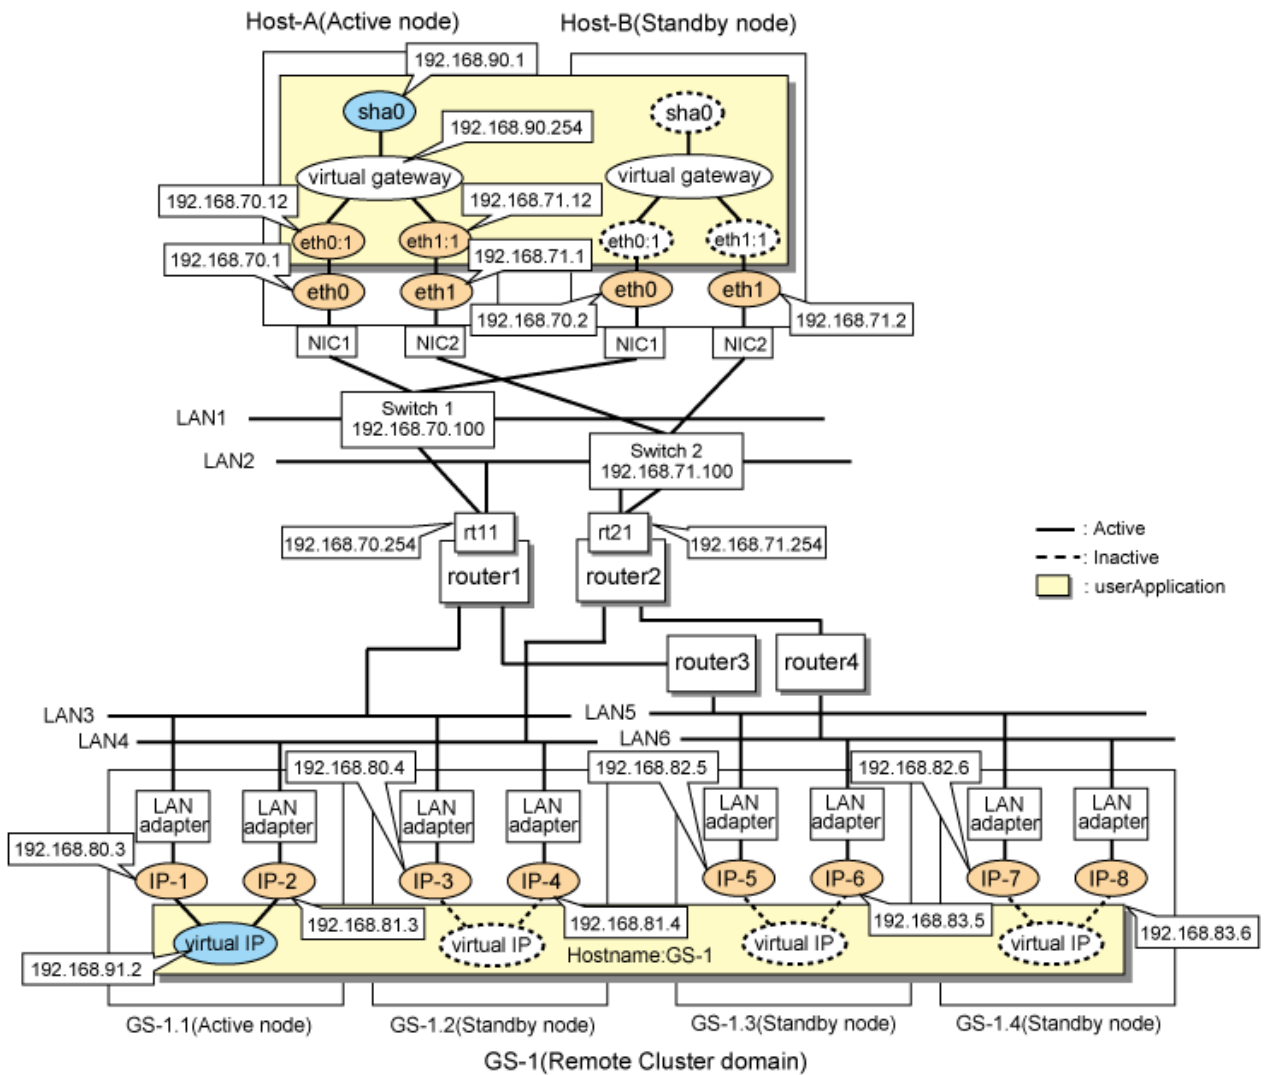 Host-A(Active node)
Host-B(Standby node)
192.168.90.1
sha0
sha0
192.168.90.254
virtual gateway
virtual gateway
192.168.70.12
192.168.71.12
eth0:1
eth1:1
eth0:1
eth1:1
192.168.70.1
192.168.71.1
eth0
eth1
eth0
eth1
192.168.70.2
192.168.71.2
NIC1
NIC2
NIC1
NIC2
LAN1
Switch 1
192.168.70.100
LAN2
Switch 2
192.168.71.100
rt11
rt21
192.168.70.254
192.168.71.254
router1
router2
: Active
: Inactive
: userApplication
router3
router4
LAN3
LAN5
LAN4
LAN6
192.168.80.4
192.168.82.5
192.168.82.6
LAN
adapter
LAN
adapter
LAN
adapter
LAN
adapter
LAN
adapter
LAN
adapter
LAN
adapter
LAN
adapter
192.168.80.3
IP-1
IP-2
IP-3
IP-4
IP-5
IP-6
IP-7
IP-8
192.168.81.3
192.168.81.4
192.168.83.5
192.168.83.6
virtual IP
virtual IP
virtual IP
virtual IP
Hostname:GS-1
192.168.91.2
GS-1.1(Active node)
GS-1.2(Standby node)
GS-1.3(Standby node)
GS-1.4(Standby node)
GS-1(Remote Cluster domain)